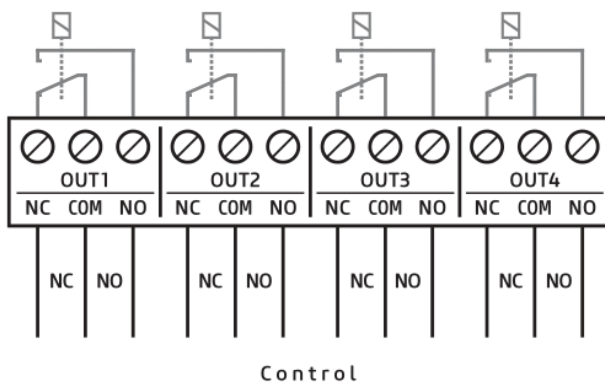 OUT1 OUT2 OUT3 OUT4
NC COM NO NC COM NO NC COM NO NC COM NO
NC NO NC NO NC NO NC NO
Control